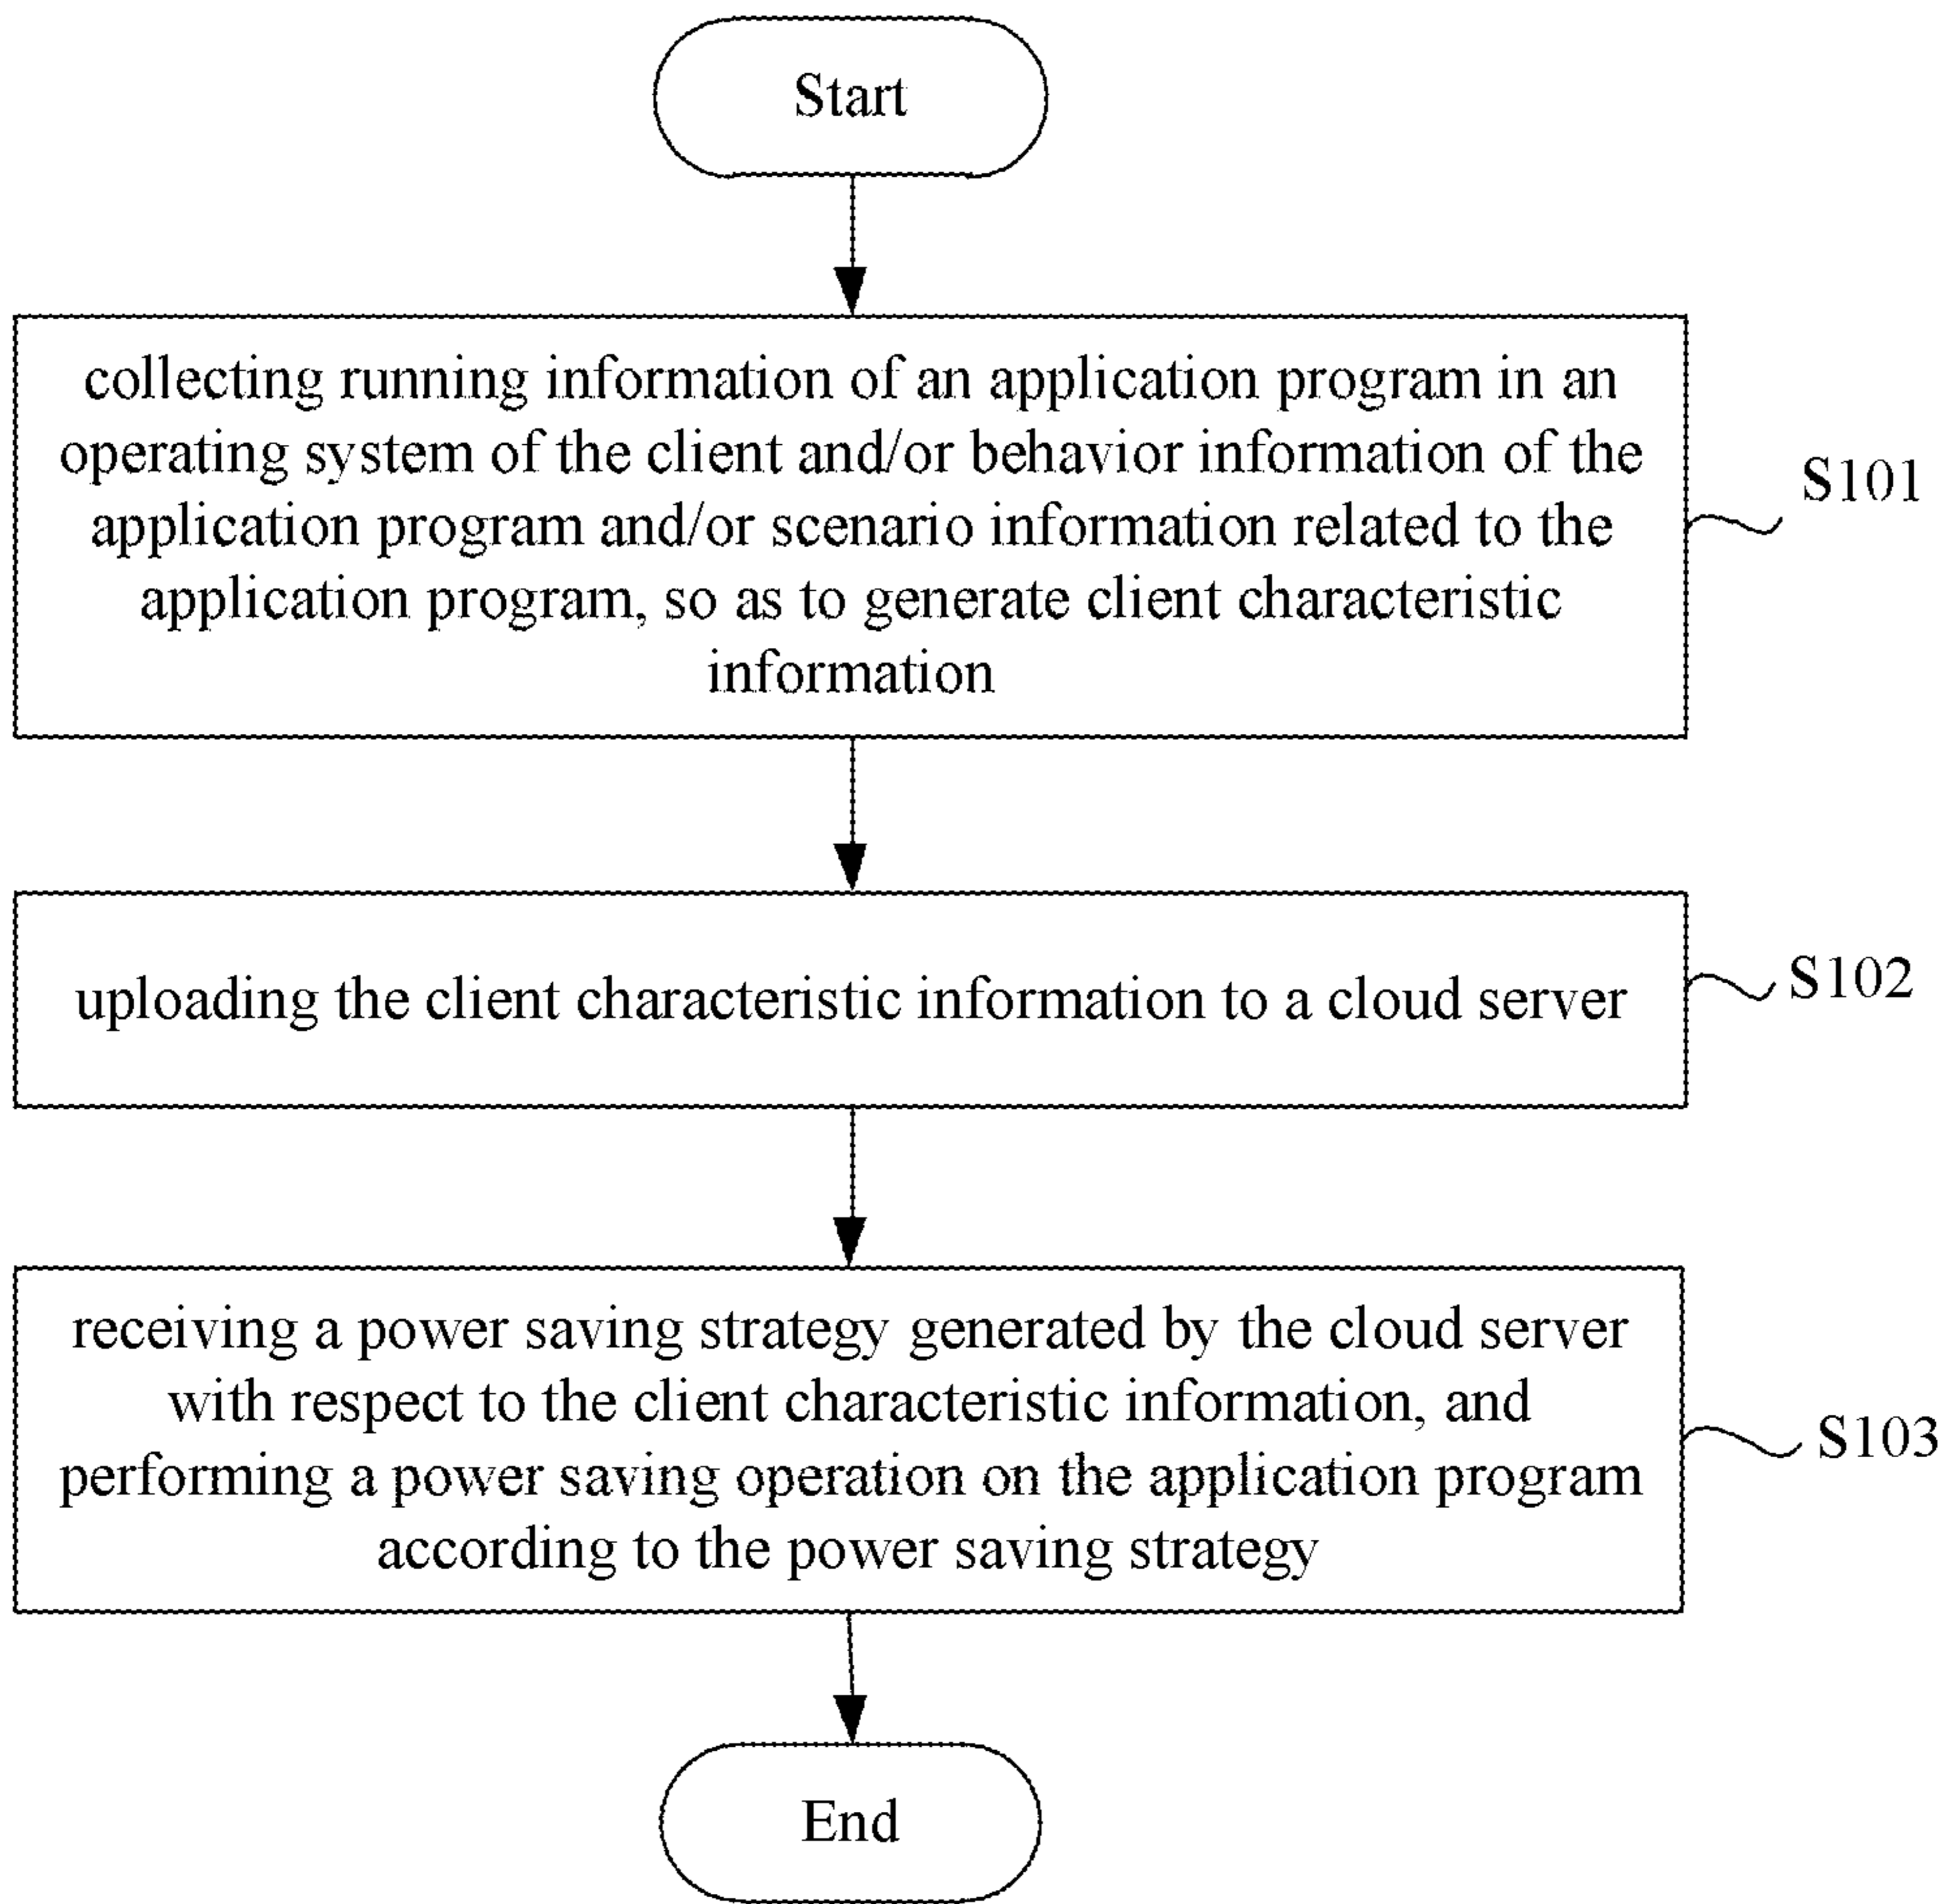 Start
collecting running information of an application program in an
operating system of the client and/or behavior information of the
application program and/or scenario information related to the
application program, so as to generate client characteristic
information
S101
uploading the client characteristic information to a cloud server
S102
receiving a power saving strategy generated by the cloud server
with respect to the client characteristic information, and
performing a power saving operation on the application program
according to the power saving strategy
S103
End